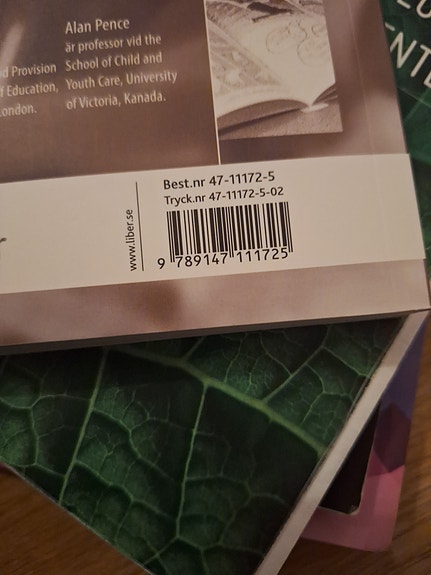 Alan Pence
är professor vid the
School of Child and
Youth Care, University
of Victoria, Kanada.
d Provision
f Education,
ondon.
www.liber.se
Best.nr 47-11172-5
Tryck.nr 47-11172-5-02
9 789147 111725